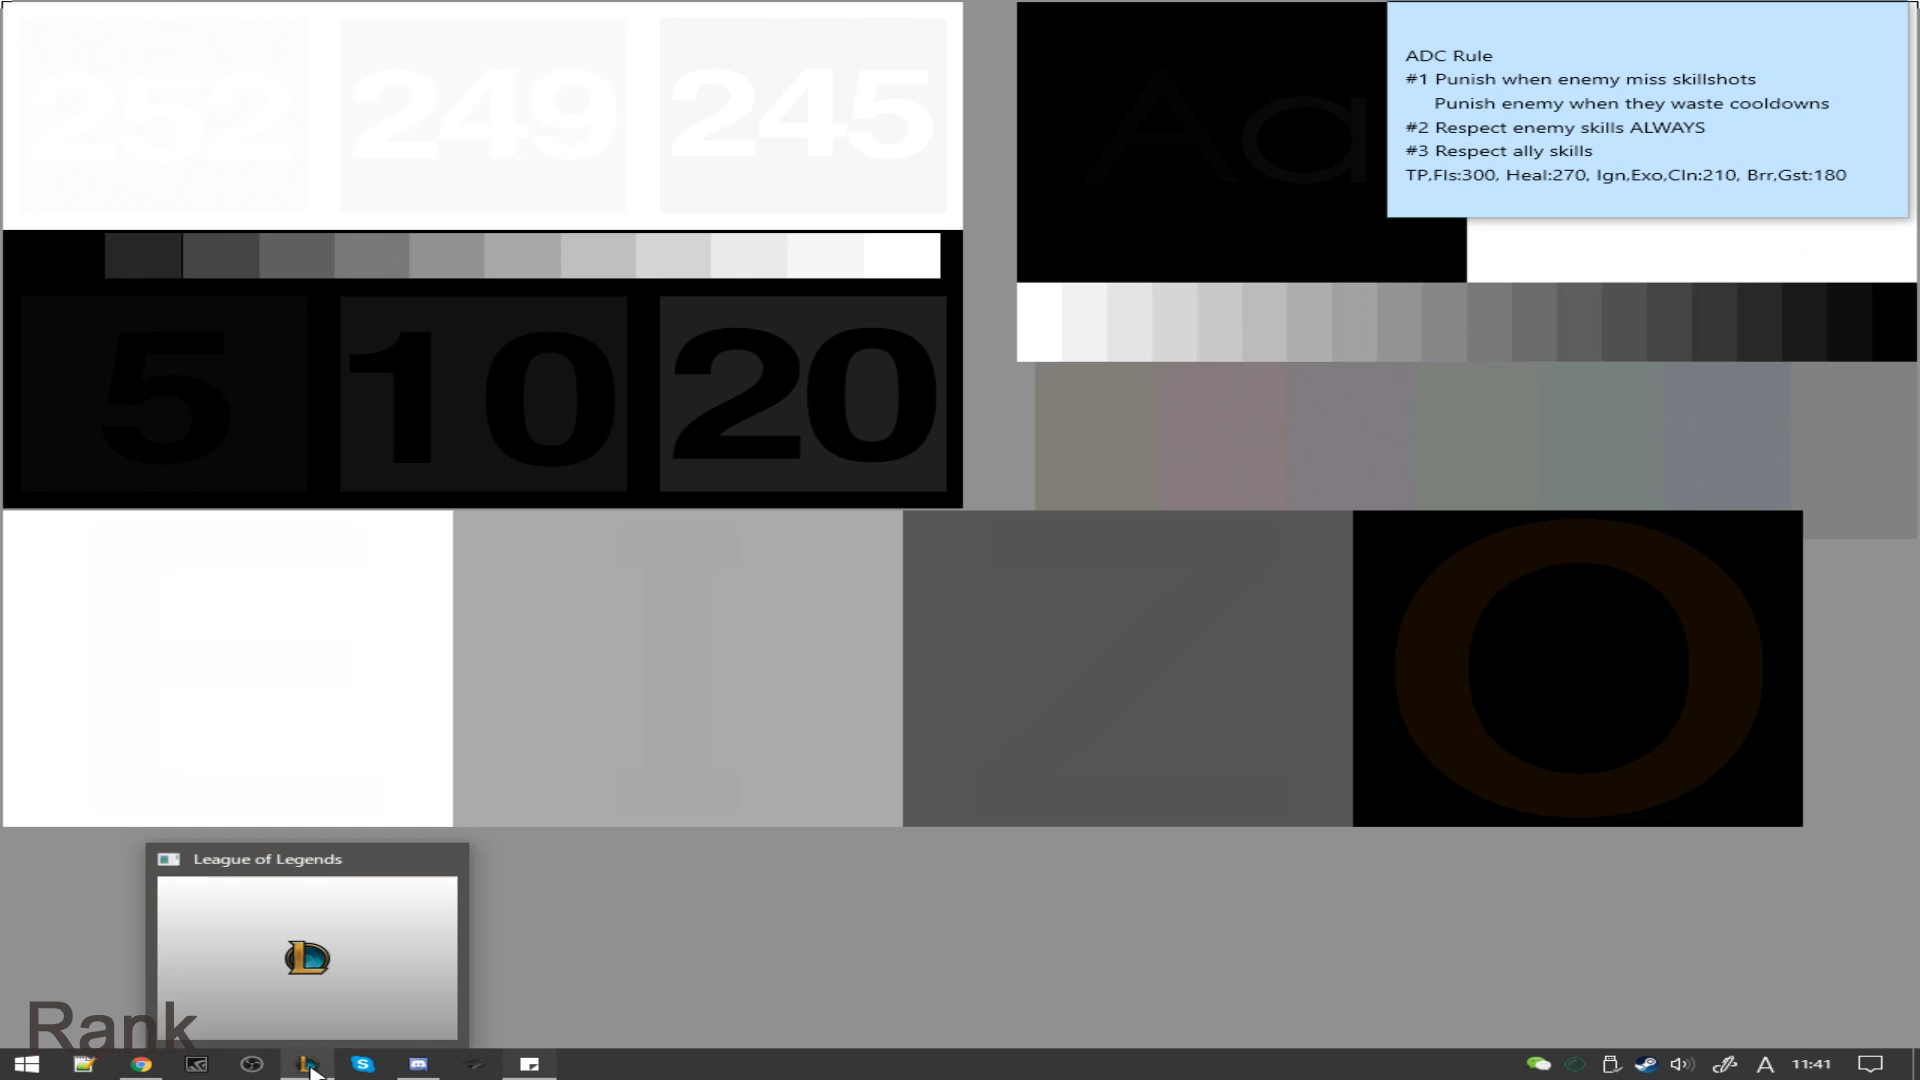 252 249 245
5 10 20
Aa
ADC Rule
#1 Punish when enemy miss skillshots
Punish enemy when they waste cooldowns
#2 Respect enemy skills ALWAYS
#3 Respect ally skills
TP,Fls:300, Heal:270, Ign,Exo,Cln:210, Brr,Gst:180
E I Z O
League of Legends
Rank
A 11:41